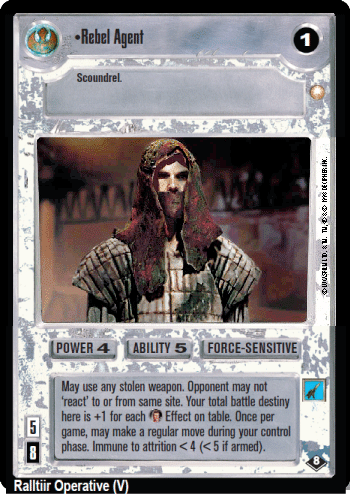 •Rebel Agent
1
Scoundrel.
POWER 4
ABILITY 5
FORCE-SENSITIVE
May use any stolen weapon. Opponent may not
'react' to or from same site. Your total battle destiny
here is +1 for each Effect on table. Once per
game, may make a regular move during your control
phase. Immune to attrition < 4 (< 5 if armed).
5
8
8
Ralltiir Operative (V)